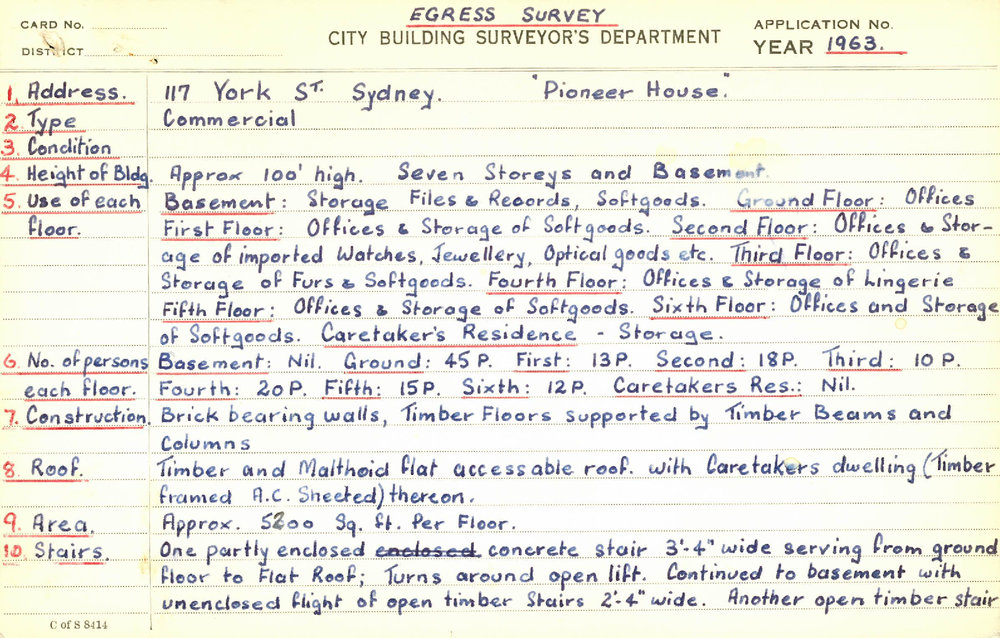 EGRESS SURVEY
CARD No.
CITY BUILDING SURVEYOR'S DEPARTMENT
APPLICATION No.
DISTRICT
YEAR 1963.
1. Address. 117 York St. Sydney. "Pioneer House."
2. Type Commercial
3. Condition
4. Height of Bldg. Approx 100' high. Seven Storeys and Basement.
5. Use of each Basement: Storage Files & Records, Softgoods. Ground Floor: Offices
floor. First Floor: Offices & Storage of Softgoods. Second Floor: Offices & Stor-
age of imported Watches, Jewellery, Optical goods etc. Third Floor: Offices &
Storage of Furs & Softgoods. Fourth Floor: Offices & Storage of Lingerie
Fifth Floor: Offices & Storage of Softgoods. Sixth Floor: Offices and Storage
of Softgoods. Caretaker's Residence - Storage.
6. No. of persons Basement: Nil. Ground: 45 P. First: 13 P. Second: 18 P. Third: 10 P.
each floor. Fourth: 20 P. Fifth: 15 P. Sixth: 12 P. Caretakers Res.: Nil.
7. Construction. Brick bearing walls, Timber Floors supported by Timber Beams and
Columns
8. Roof. Timber and Malthoid flat accessable roof. with Caretakers dwelling (Timber
framed A.C. Sheeted) thereon.
9. Area. Approx. 5200 Sq. ft. Per Floor.
10. Stairs. One partly enclosed enclosed concrete stair 3'-4" wide serving from ground
floor to Flat Roof; Turns around open lift. Continued to basement with
unenclosed flight of open timber Stairs 2'-4" wide. Another open timber stair
C of S 8414